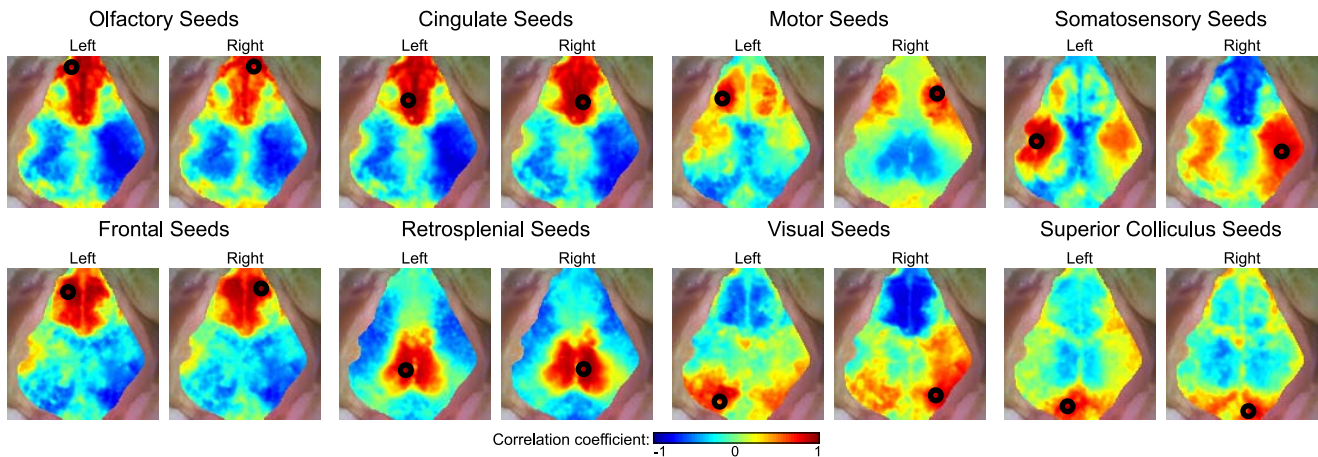 Olfactory Seeds
Cingulate Seeds
Motor Seeds
Somatosensory Seeds
Left
Right
Left
Right
Left
Right
Left
Right
Frontal Seeds
Retrosplenial Seeds
Visual Seeds
Superior Colliculus Seeds
Left
Right
Left
Right
Left
Right
Left
Right
Correlation coefficient:
-1 0 1